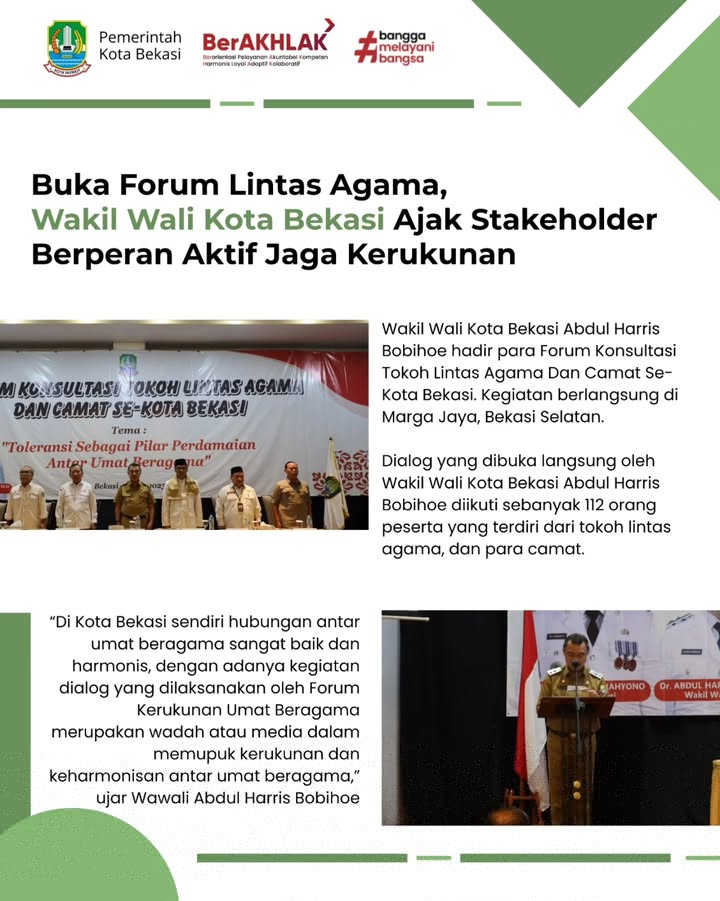 Pemerintah
Kota Bekasi
KOTA PATRIOT
BerAKHLAK
Berorientasi Pelayanan Akuntabel Kompeten
Harmonis Loyal Adaptif Kolaboratif
#bangga
melayani
bangsa
Buka Forum Lintas Agama,
Wakil Wali Kota Bekasi Ajak Stakeholder
Berperan Aktif Jaga Kerukunan
M KONSULTASI TOKOH LINTAS AGAMA
DAN CAMAT SE-KOTA BEKASI
Tema :
"Toleransi Sebagai Pilar Perdamaian
Antar Umat Beragama"
Wakil Wali Kota Bekasi Abdul Harris
Bobihoe hadir para Forum Konsultasi
Tokoh Lintas Agama Dan Camat Se-
Kota Bekasi. Kegiatan berlangsung di
Marga Jaya, Bekasi Selatan.
Dialog yang dibuka langsung oleh
Wakil Wali Kota Bekasi Abdul Harris
Bobihoe diikuti sebanyak 112 orang
peserta yang terdiri dari tokoh lintas
agama, dan para camat.
“Di Kota Bekasi sendiri hubungan antar
umat beragama sangat baik dan
harmonis, dengan adanya kegiatan
dialog yang dilaksanakan oleh Forum
Kerukunan Umat Beragama
merupakan wadah atau media dalam
memupuk kerukunan dan
keharmonisan antar umat beragama,”
ujar Wawali Abdul Harris Bobihoe
AHYONO
Dr. ABDUL HAR
Wakil Wa